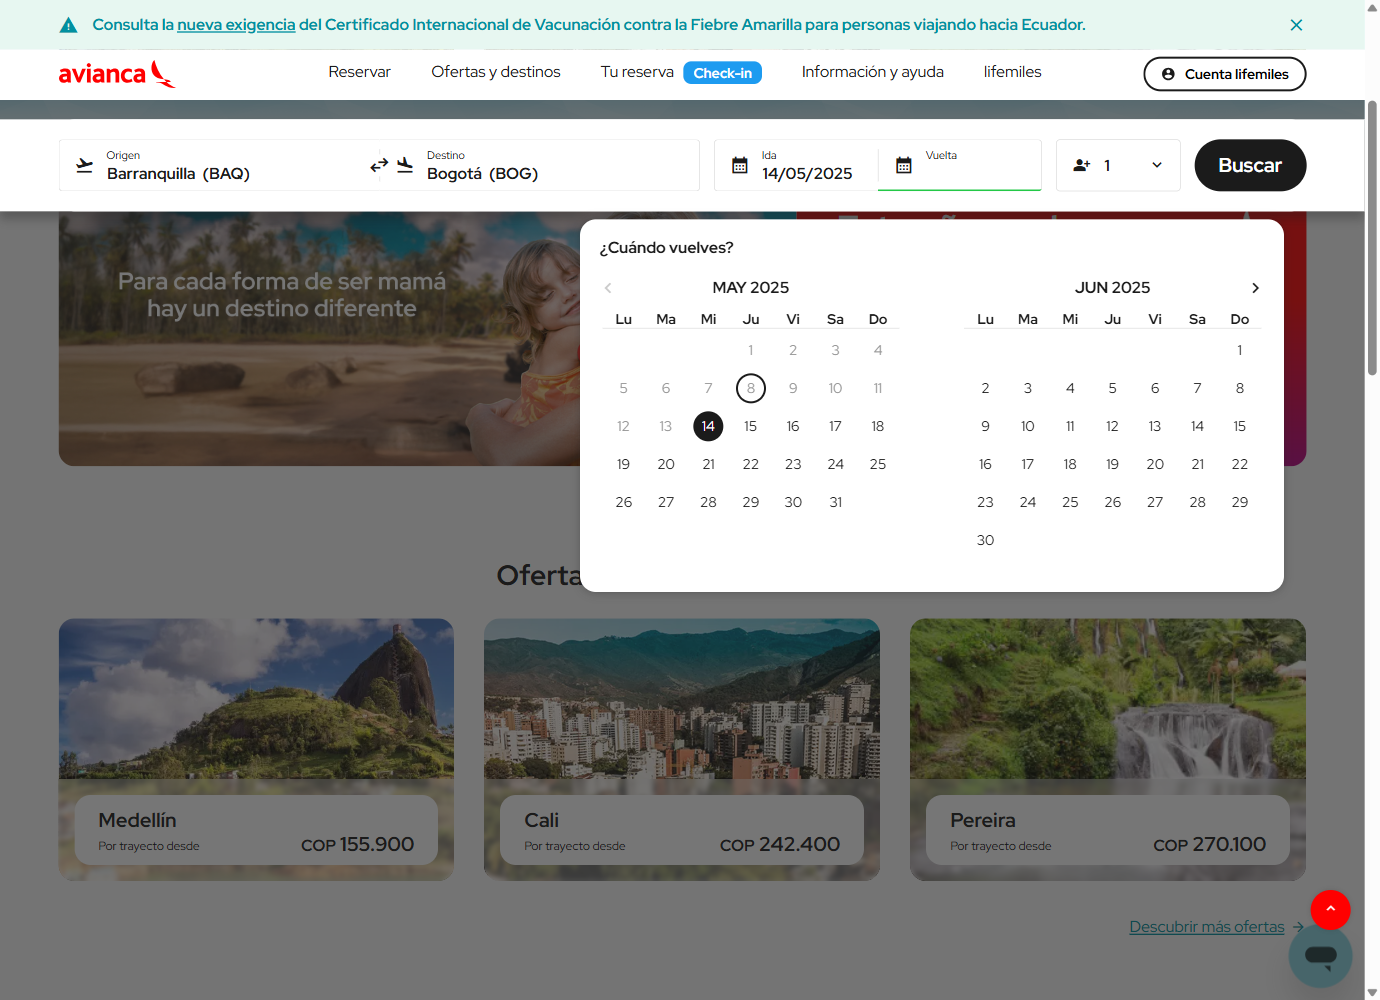 Consulta la nueva exigencia del Certificado Internacional de Vacunación contra la Fiebre Amarilla para personas viajando hacia Ecuador.
avianca
Reservar
Ofertas y destinos
Tu reserva
Check-in
Información y ayuda
lifemiles
Cuenta lifemiles
Origen
Barranquilla (BAQ)
Destino
Bogotá (BOG)
Ida
14/05/2025
Vuelta
1
Buscar
Para cada forma de ser mamá
hay un destino diferente
¿Cuándo vuelves?
MAY 2025
Lu Ma Mi Ju Vi Sa Do
1 2 3 4
5 6 7 8 9 10 11
12 13 14 15 16 17 18
19 20 21 22 23 24 25
26 27 28 29 30 31
JUN 2025
Lu Ma Mi Ju Vi Sa Do
1
2 3 4 5 6 7 8
9 10 11 12 13 14 15
16 17 18 19 20 21 22
23 24 25 26 27 28 29
30
Medellín
Por trayecto desde
COP 155.900
Cali
Por trayecto desde
COP 242.400
Pereira
Por trayecto desde
COP 270.100
Descubrir más ofertas